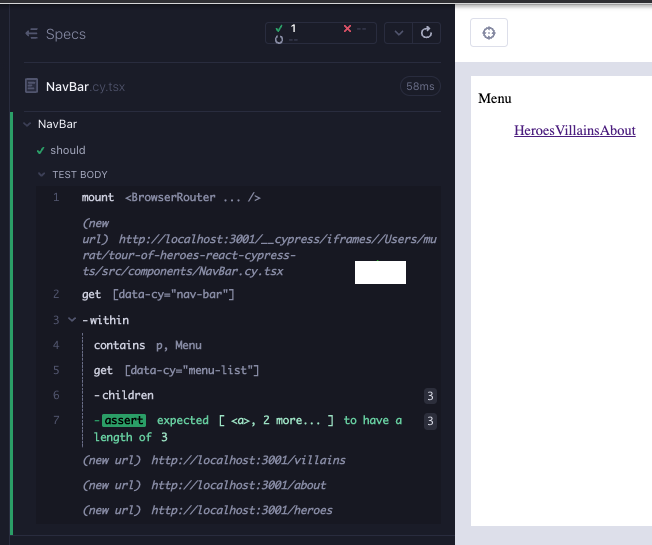 Specs
1
--
--
NavBar.cy.tsx
58ms
NavBar
should
TEST BODY
1 mount <BrowserRouter ... />
(new
url) http://localhost:3001/__cypress/iframes//Users/mu
rat/tour-of-heroes-react-cypress-
ts/src/components/NavBar.cy.tsx
2 get [data-cy="nav-bar"]
3 -within
4 contains p, Menu
5 get [data-cy="menu-list"]
6 -children 3
7 -assert expected [ <a>, 2 more... ] to have a 3
length of 3
(new url) http://localhost:3001/villains
(new url) http://localhost:3001/about
(new url) http://localhost:3001/heroes
Menu
HeroesVillainsAbout